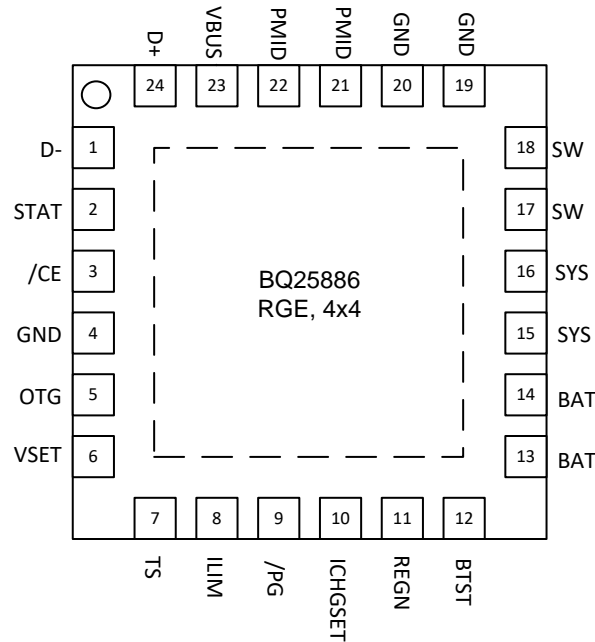 D+
VBUS
PMID
PMID
GND
GND
24
23
22
21
20
19
D- 1
STAT 2
/CE 3
GND 4
OTG 5
VSET 6
BQ25886
RGE, 4x4
18 SW
17 SW
16 SYS
15 SYS
14 BAT
13 BAT
7
8
9
10
11
12
TS
ILIM
/PG
ICHGSET
REGN
BTST